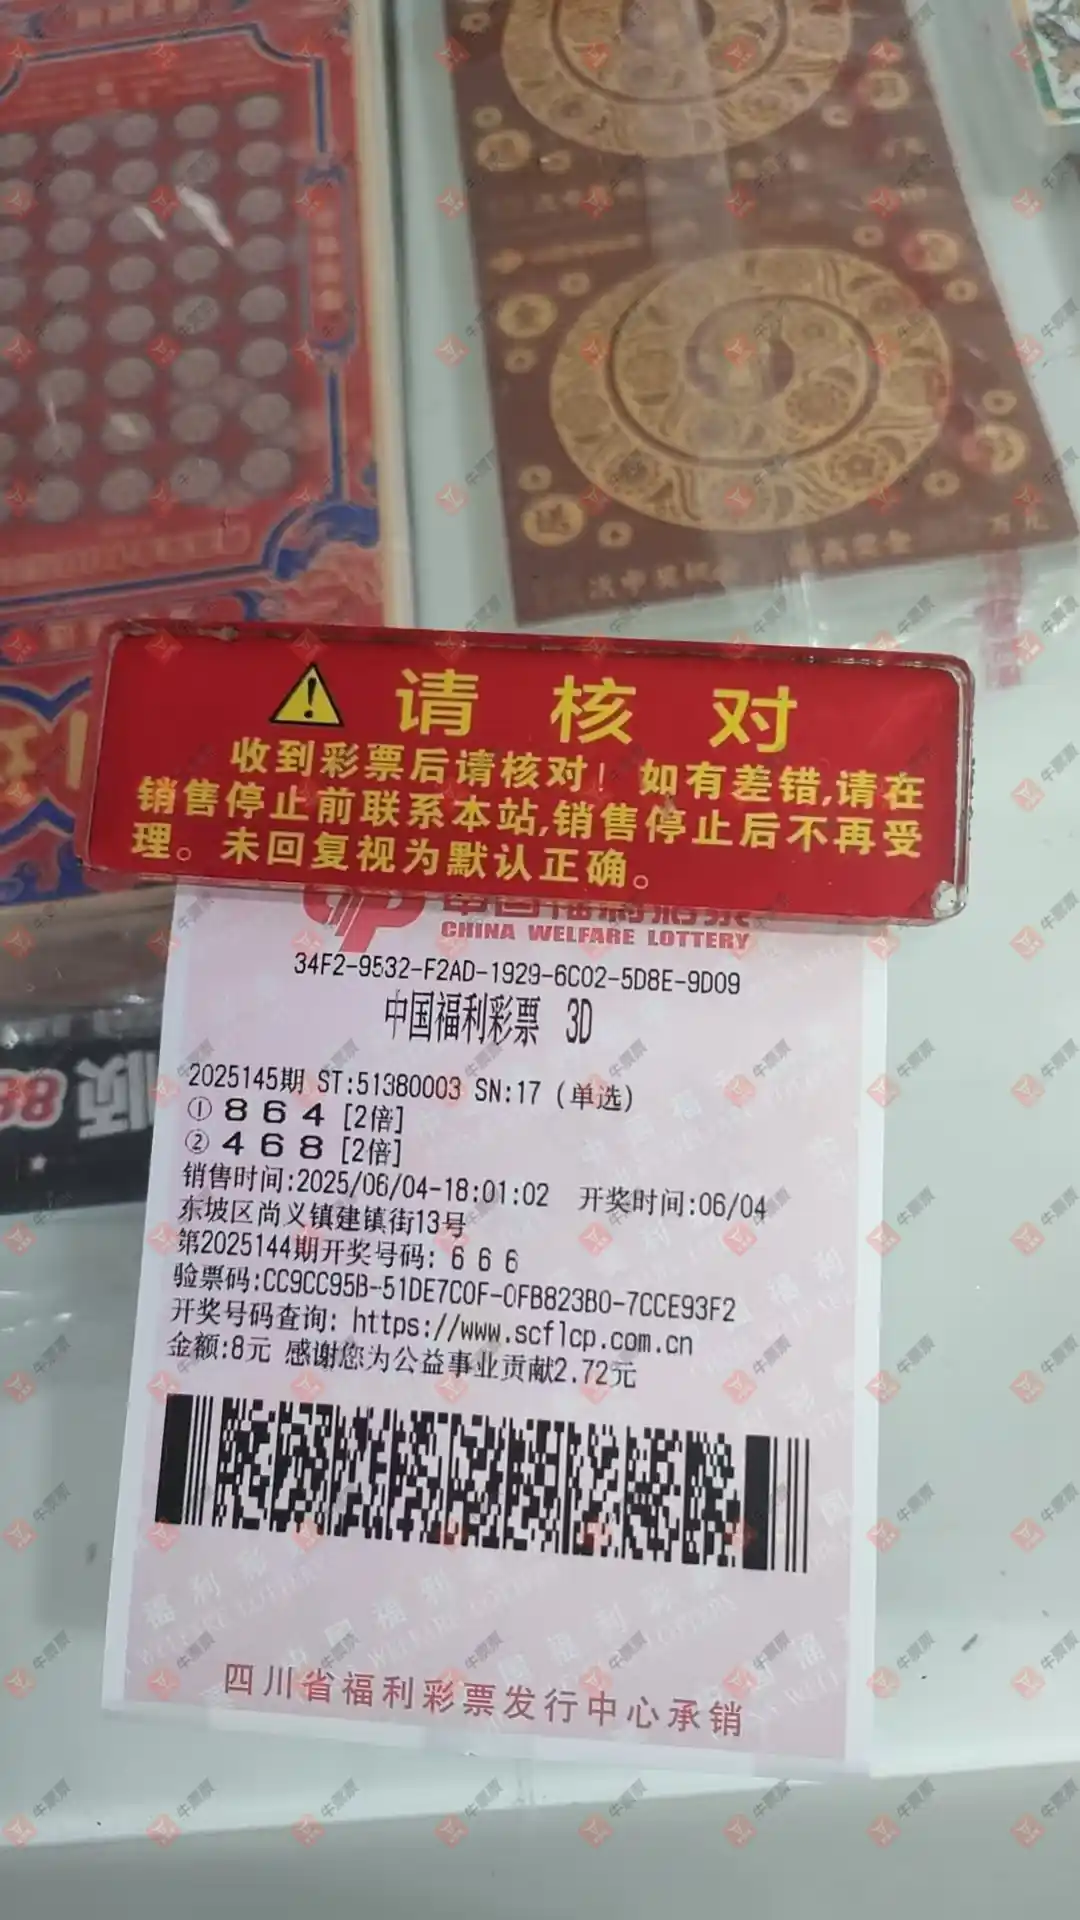 请核对
收到彩票后请核对！如有差错,请在
销售停止前联系本站,销售停止后不再受
理。未回复视为默认正确。
中国福利彩票
CHINA WELFARE LOTTERY
34F2-9532-F2AD-1929-6C02-5D8E-9D09
中国福利彩票 3D
2025145期 ST:51380003 SN:17 (单选)
① 8 6 4 [2倍]
② 4 6 8 [2倍]
销售时间:2025/06/04-18:01:02 开奖时间:06/04
东坡区尚义镇建镇街13号
第2025144期开奖号码: 6 6 6
验票码:CC9CC95B-51DE7C0F-0FB823B0-7CCE93F2
开奖号码查询: https://www.scflcp.com.cn
金额:8元 感谢您为公益事业贡献2.72元
四川省福利彩票发行中心承销
牛票票